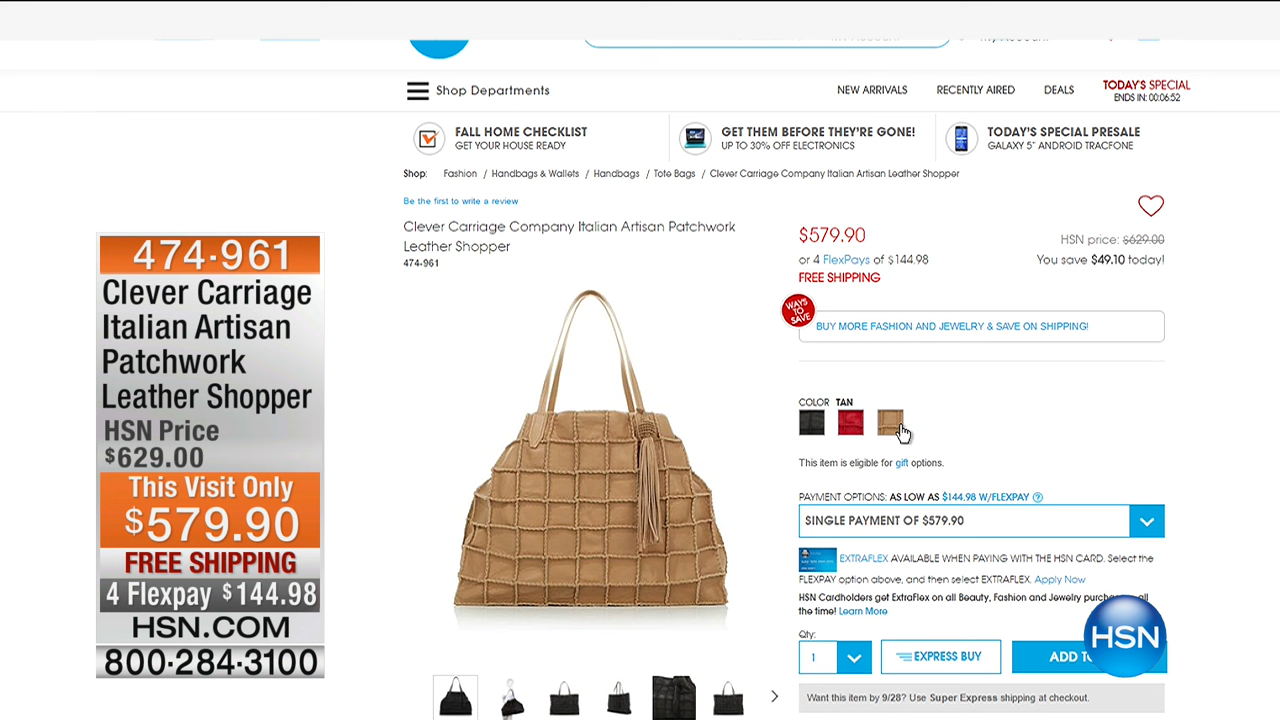 Shop Departments
NEW ARRIVALS
RECENTLY AIRED
DEALS
TODAY'S SPECIAL
ENDS IN: 00:06:52
FALL HOME CHECKLIST
GET YOUR HOUSE READY
GET THEM BEFORE THEY'RE GONE!
UP TO 30% OFF ELECTRONICS
TODAY'S SPECIAL PRESALE
GALAXY 5" ANDROID TRACFONE
Shop: Fashion / Handbags & Wallets / Handbags / Tote Bags / Clever Carriage Company Italian Artisan Leather Shopper
Be the first to write a review
Clever Carriage Company Italian Artisan Patchwork
Leather Shopper
474-961
$579.90
HSN price: $629.00
or 4 FlexPays of $144.98
You save $49.10 today!
FREE SHIPPING
WAYS
TO
SAVE
BUY MORE FASHION AND JEWELRY & SAVE ON SHIPPING!
COLOR TAN
This item is eligible for gift options.
PAYMENT OPTIONS: AS LOW AS $144.98 W/FLEXPAY ?
SINGLE PAYMENT OF $579.90
EXTRAFLEX AVAILABLE WHEN PAYING WITH THE HSN CARD. Select the
FLEXPAY option above, and then select EXTRAFLEX. Apply Now
HSN Cardholders get ExtraFlex on all Beauty, Fashion and Jewelry all
the time! Learn More
Qty:
1
EXPRESS BUY
ADD
HSN
Want this item by 9/28? Use Super Express shipping at checkout.
474-961
Clever Carriage
Italian Artisan
Patchwork
Leather Shopper
HSN Price
$629.00
This Visit Only
$579.90
FREE SHIPPING
4 Flexpay $144.98
HSN.COM
800-284-3100